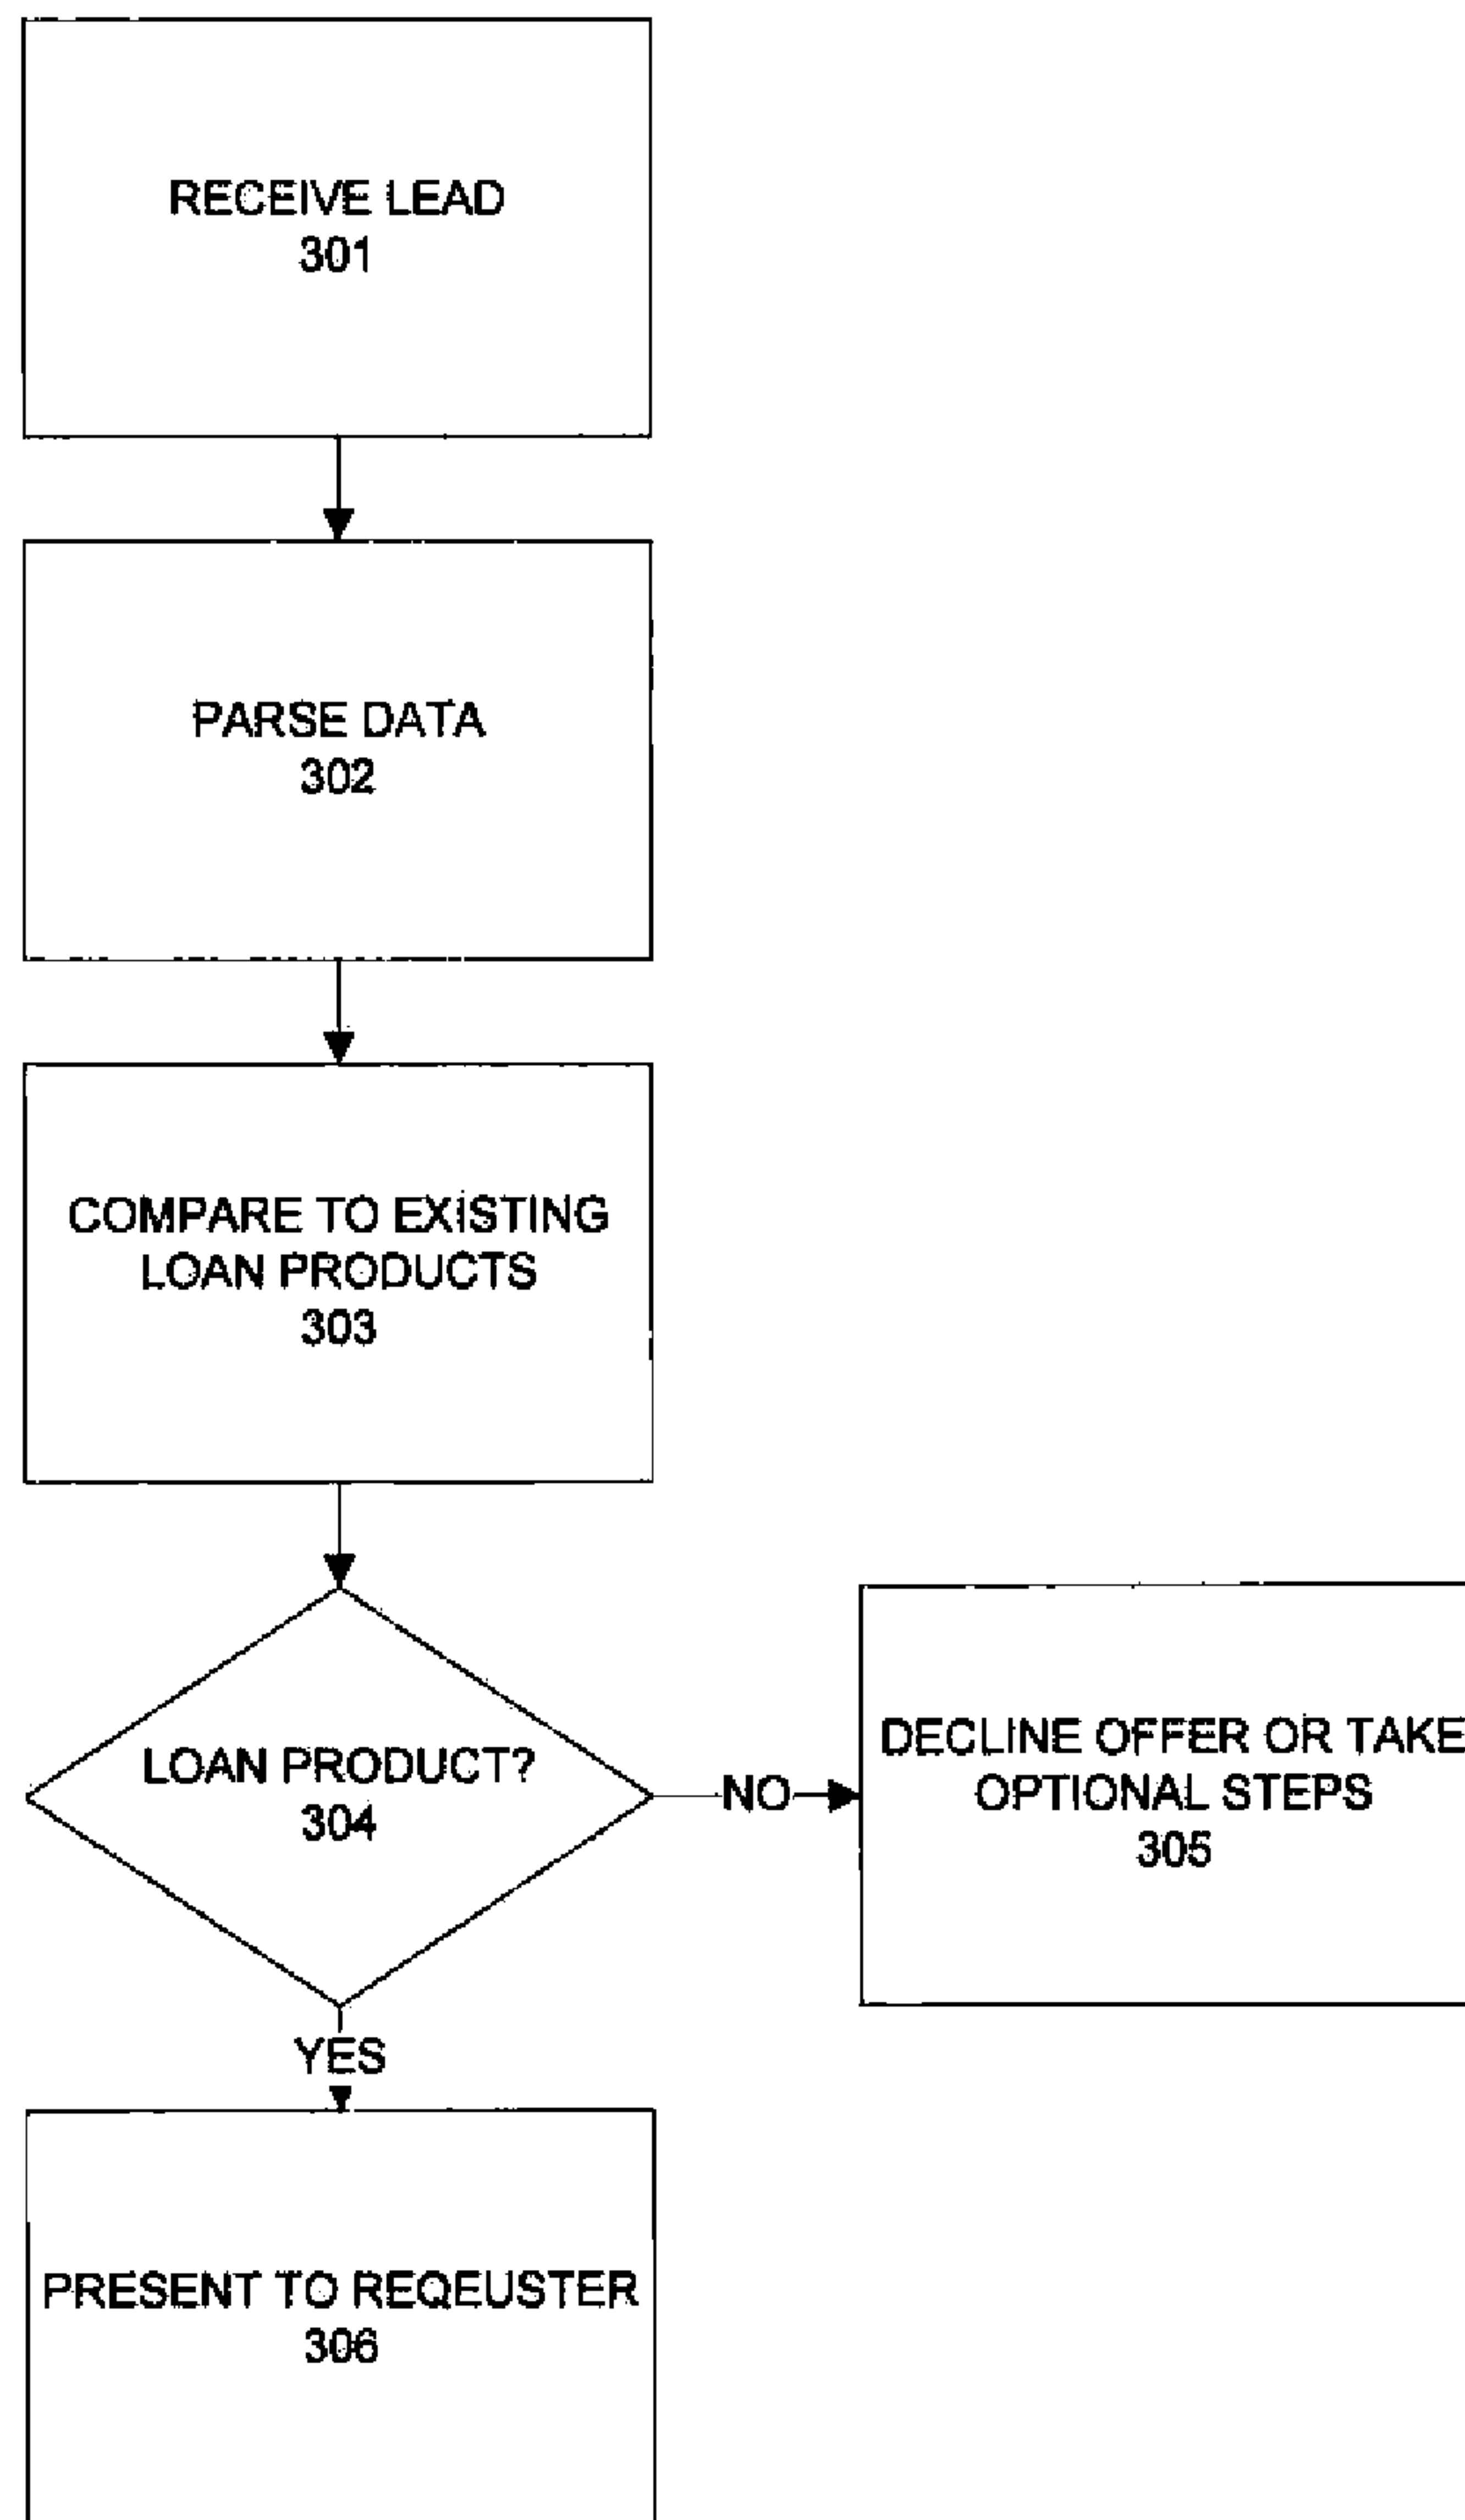 RECEIVE LEAD
301
PARSE DATA
302
COMPARE TO EXISTING
LOAN PRODUCTS
303
LOAN PRODUCT?
304
NO
DECLINE OFFER OR TAKE
OPTIONAL STEPS
305
YES
PRESENT TO REQEUSTER
306